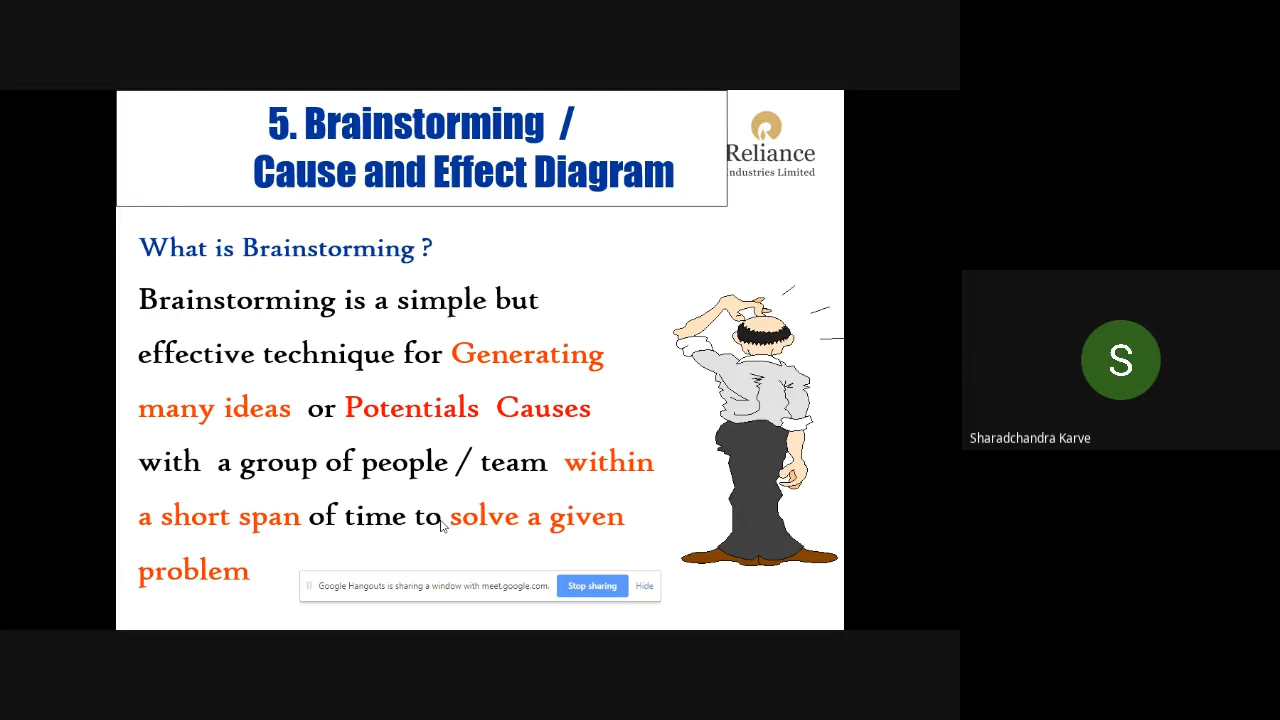 5. Brainstorming /
Cause and Effect Diagram
Reliance
Industries Limited
What is Brainstorming ?
Brainstorming is a simple but
effective technique for Generating
many ideas or Potentials Causes
with a group of people / team within
a short span of time to solve a given
problem
Google Hangouts is sharing a window with meet.google.com.
Stop sharing
Hide
S
Sharadchandra Karve